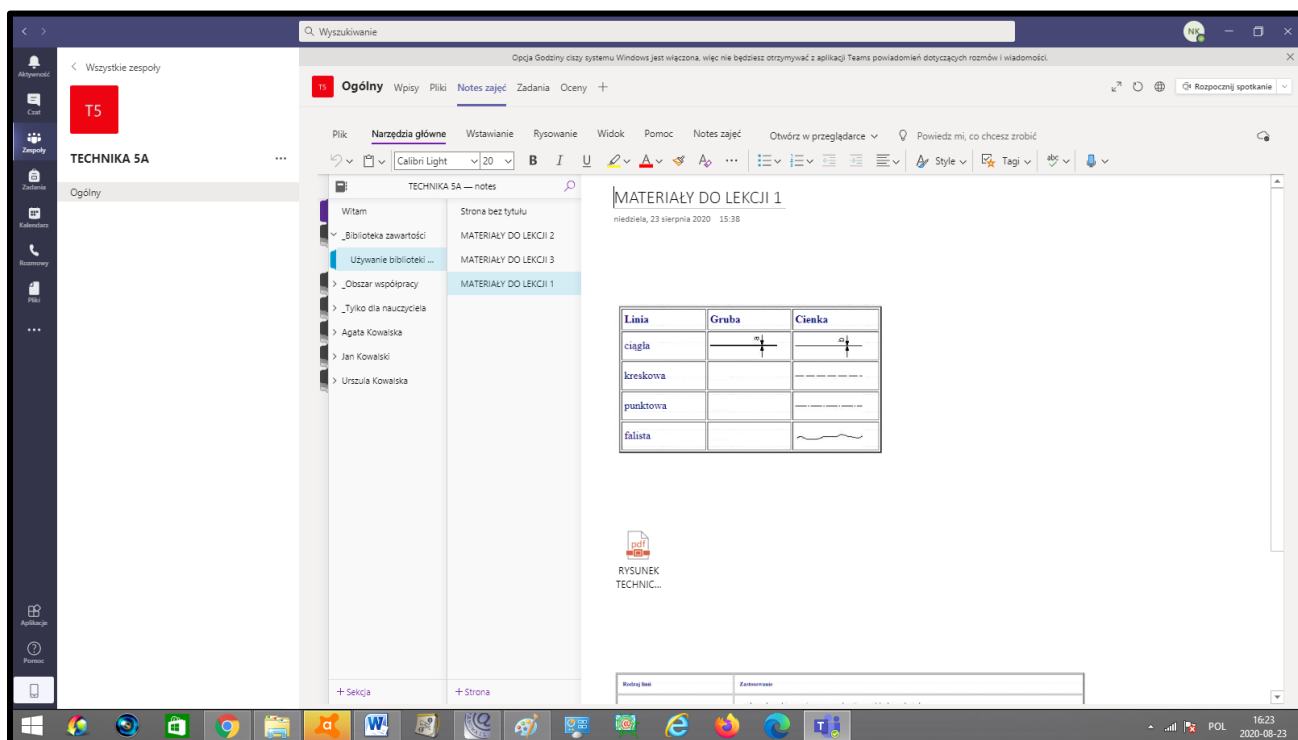 Wyszukiwanie
NK
Opcja Godziny ciszy systemu Windows jest włączona, więc nie będziesz otrzymywać z aplikacji Teams powiadomień dotyczących rozmów i wiadomości.
Aktywność
Czat
Zespoły
Zadania
Kalendarz
Rozmowy
Pliki
Aplikacje
Pomoc
Wszystkie zespoły
T5
TECHNIKA 5A
Ogólny
T5 Ogólny Wpisy Pliki Notes zajęć Zadania Oceny
Rozpocznij spotkanie
Plik Narzędzia główne Wstawianie Rysowanie Widok Pomoc Notes zajęć Otwórz w przeglądarce Powiedz mi, co chcesz zrobić
Calibri Light 20 B I U A A Style Tagi abc
TECHNIKA 5A — notes
Witam
_Biblioteka zawartości
Używanie biblioteki ...
_Obszar współpracy
_Tylko dla nauczyciela
Agata Kowalska
Jan Kowalski
Urszula Kowalska
+ Sekcja
Strona bez tytułu
MATERIAŁY DO LEKCJI 2
MATERIAŁY DO LEKCJI 3
MATERIAŁY DO LEKCJI 1
+ Strona
MATERIAŁY DO LEKCJI 1
niedziela, 23 sierpnia 2020 15:38
Linia Gruba Cienka
ciągła
kreskowa
punktowa
falista
pdf
RYSUNEK
TECHNIC...
Rodzaj linii Zastosowanie
POL
16:23
2020-08-23